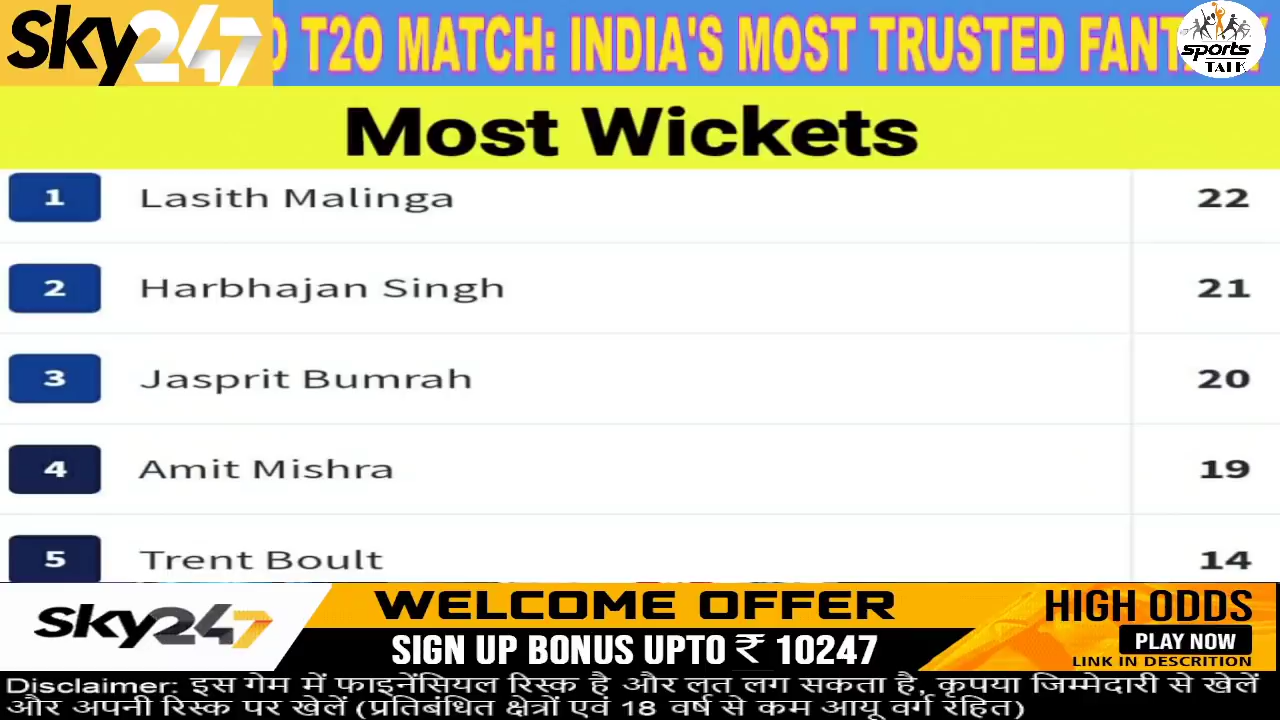 sky247
T20 MATCH: INDIA'S MOST TRUSTED
sports
TALK
Most Wickets
1 Lasith Malinga 22
2 Harbhajan Singh 21
3 Jasprit Bumrah 20
4 Amit Mishra 19
5 Trent Boult 14
sky247
WELCOME OFFER
SIGN UP BONUS UPTO ₹ 10247
HIGH ODDS
PLAY NOW
LINK IN DESCRITION
Disclaimer: इस गेम में फाइनेंसियल रिस्क है और लत लग सकता है, कृपया जिम्मेदारी से खेलें
और अपनी रिस्क पर खेलें (प्रतिबंधित क्षेत्रों एवं 18 वर्ष से कम आयू वर्ग रहित)